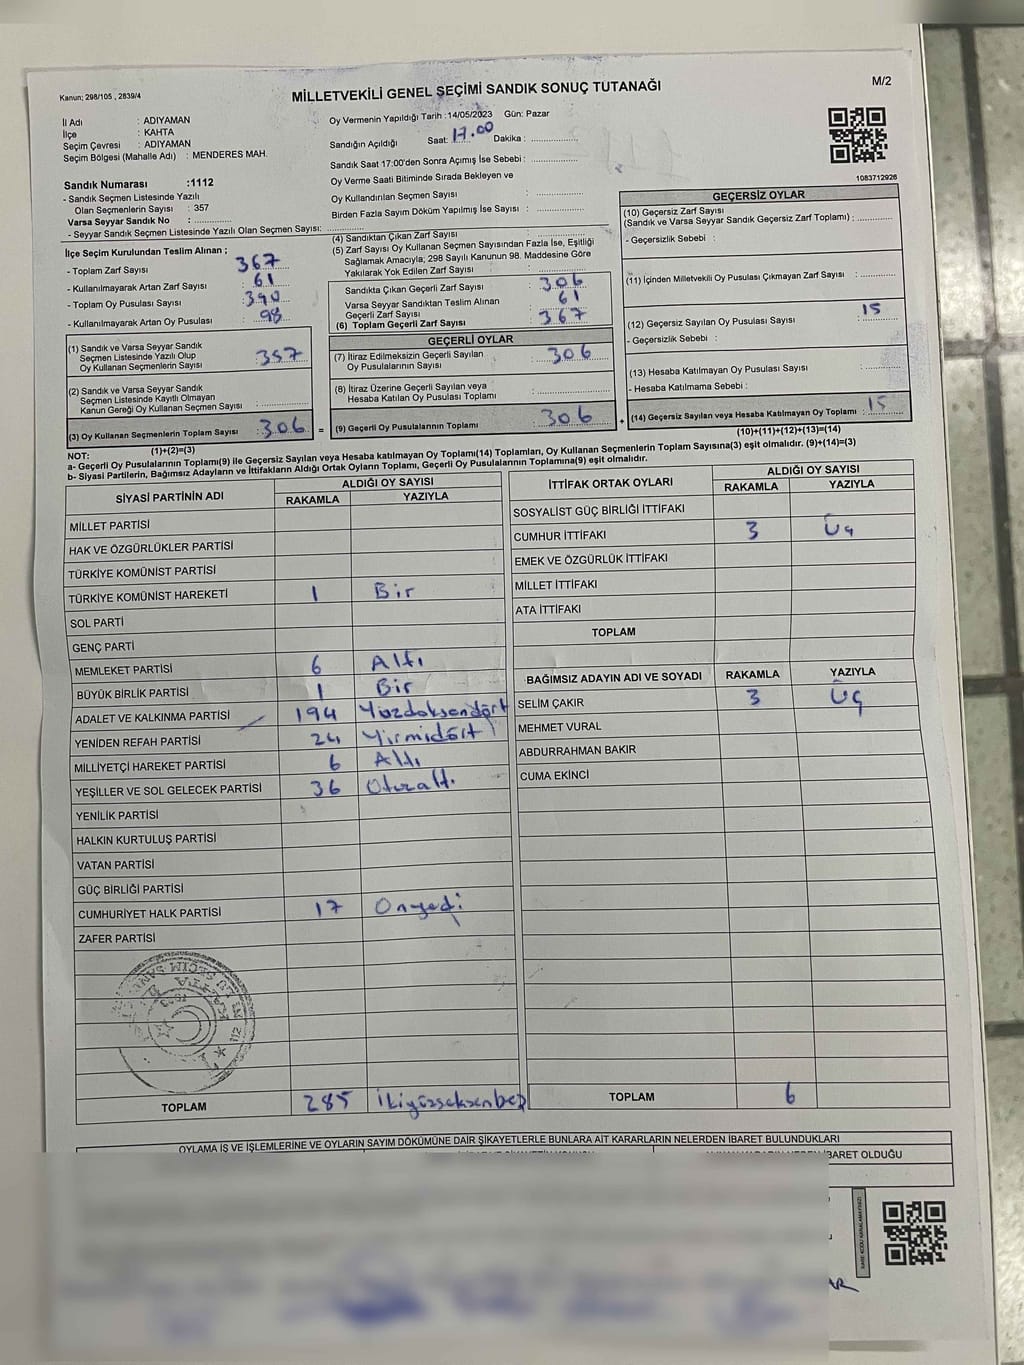 Kanun; 298/105 , 2839/4
MİLLETVEKİLİ GENEL SEÇİMİ SANDIK SONUÇ TUTANAĞI
M/2
İl Adı : ADIYAMAN
İlçe : KAHTA
Seçim Çevresi : ADIYAMAN
Seçim Bölgesi (Mahalle Adı) : MENDERES MAH.
Oy Vermenin Yapıldığı Tarih :14/05/2023 Gün: Pazar
Sandığın Açıldığı Saat: 17.00 Dakika :
Sandık Saat 17:00'den Sonra Açımış İse Sebebi :
Oy Verme Saati Bitiminde Sırada Bekleyen ve
Oy Kullandırılan Seçmen Sayısı :
Birden Fazla Sayım Döküm Yapılmış İse Sayısı :
1083712926
Sandık Numarası :1112
- Sandık Seçmen Listesinde Yazılı
Olan Seçmenlerin Sayısı : 357
Varsa Seyyar Sandık No :
- Seyyar Sandık Seçmen Listesinde Yazılı Olan Seçmen Sayısı:
İlçe Seçim Kurulundan Teslim Alınan ;
- Toplam Zarf Sayısı 367
- Kullanılmayarak Artan Zarf Sayısı 61
- Toplam Oy Pusulası Sayısı :390
- Kullanılmayarak Artan Oy Pusulası : 98
(1) Sandık ve Varsa Seyyar Sandık
Seçmen Listesinde Yazılı Olup
Oy Kullanan Seçmenlerin Sayısı : 357
(2) Sandık ve Varsa Seyyar Sandık
Seçmen Listesinde Kayıtlı Olmayan
Kanun Gereği Oy Kullanan Seçmen Sayısı :
(3) Oy Kullanan Seçmenlerin Toplam Sayısı : 306
(1)+(2)=(3)
(4) Sandıktan Çıkan Zarf Sayısı :
(5) Zarf Sayısı Oy Kullanan Seçmen Sayısından Fazla İse, Eşitliği
Sağlamak Amacıyla; 298 Sayılı Kanunun 98. Maddesine Göre
Yakılarak Yok Edilen Zarf Sayısı :
Sandıkta Çıkan Geçerli Zarf Sayısı : 306
Varsa Seyyar Sandıktan Teslim Alınan
Geçerli Zarf Sayısı : 61
(6) Toplam Geçerli Zarf Sayısı : 367
GEÇERLİ OYLAR
(7) İtiraz Edilmeksizin Geçerli Sayılan
Oy Pusulalarının Sayısı : 306
(8) İtiraz Üzerine Geçerli Sayılan veya
Hesaba Katılan Oy Pusulası Toplamı :
= (9) Geçerli Oy Pusulalarının Toplamı : 306 +
GEÇERSİZ OYLAR
(10) Geçersiz Zarf Sayısı
(Sandık ve Varsa Seyyar Sandık Geçersiz Zarf Toplamı) :
- Geçersizlik Sebebi :
(11) İçinden Milletvekili Oy Pusulası Çıkmayan Zarf Sayısı :
(12) Geçersiz Sayılan Oy Pusulası Sayısı : 15
- Geçersizlik Sebebi :
(13) Hesaba Katılmayan Oy Pusulası Sayısı :
- Hesaba Katılmama Sebebi :
(14) Geçersiz Sayılan veya Hesaba Katılmayan Oy Toplamı : 15
(10)+(11)+(12)+(13)=(14)
NOT:
a- Geçerli Oy Pusulalarının Toplamı(9) ile Geçersiz Sayılan veya Hesaba katılmayan Oy Toplamı(14) Toplamları, Oy Kullanan Seçmenlerin Toplam Sayısına(3) eşit olmalıdır. (9)+(14)=(3)
b- Siyasi Partilerin, Bağımsız Adayların ve İttifakların Aldığı Ortak Oyların Toplamı, Geçerli Oy Pusulalarının Toplamına(9) eşit olmalıdır.
SİYASİ PARTİNİN ADI ALDIĞI OY SAYISI
RAKAMLA YAZIYLA
MİLLET PARTİSİ
HAK VE ÖZGÜRLÜKLER PARTİSİ
TÜRKİYE KOMÜNİST PARTİSİ
TÜRKİYE KOMÜNİST HAREKETİ 1 Bir
SOL PARTİ
GENÇ PARTİ
MEMLEKET PARTİSİ 6 Altı
BÜYÜK BİRLİK PARTİSİ 1 Bir
ADALET VE KALKINMA PARTİSİ 194 Yüzdoksendört
YENİDEN REFAH PARTİSİ 24 Yirmidört
MİLLİYETÇİ HAREKET PARTİSİ 6 Altı
YEŞİLLER VE SOL GELECEK PARTİSİ 36 Otuzaltı
YENİLİK PARTİSİ
HALKIN KURTULUŞ PARTİSİ
VATAN PARTİSİ
GÜÇ BİRLİĞİ PARTİSİ
CUMHURİYET HALK PARTİSİ 17 Onyedi
ZAFER PARTİSİ
TOPLAM 285 İkiyüzseksenbeş
İTTİFAK ORTAK OYLARI ALDIĞI OY SAYISI
RAKAMLA YAZIYLA
SOSYALİST GÜÇ BİRLİĞİ İTTİFAKI
CUMHUR İTTİFAKI 3 Üç
EMEK VE ÖZGÜRLÜK İTTİFAKI
MİLLET İTTİFAKI
ATA İTTİFAKI
TOPLAM
BAĞIMSIZ ADAYIN ADI VE SOYADI RAKAMLA YAZIYLA
SELİM ÇAKIR 3 Üç
MEHMET VURAL
ABDURRAHMAN BAKIR
CUMA EKİNCİ
TOPLAM 6
OYLAMA İŞ VE İŞLEMLERİNE VE OYLARIN SAYIM DÖKÜMÜNE DAİR ŞİKAYETLERLE BUNLARA AİT KARARLARIN NELERDEN İBARET BULUNDUKLARI
İBARET OLDUĞU